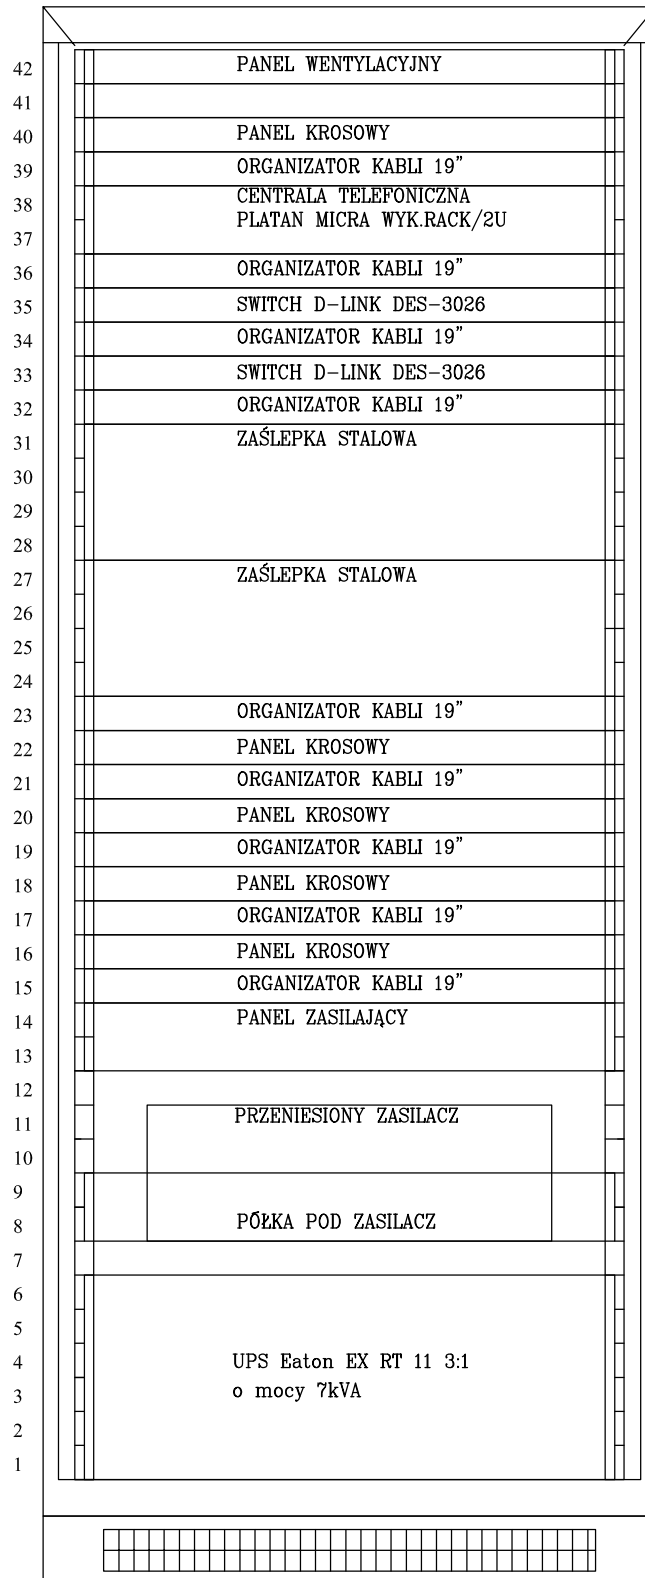 42 PANEL WENTYLACYJNY
41
40 PANEL KROSOWY
39 ORGANIZATOR KABLI 19"
38 CENTRALA TELEFONICZNA
PLATAN MICRA WYK.RACK/2U
37
36 ORGANIZATOR KABLI 19"
35 SWITCH D-LINK DES-3026
34 ORGANIZATOR KABLI 19"
33 SWITCH D-LINK DES-3026
32 ORGANIZATOR KABLI 19"
31 ZAŚLEPKA STALOWA
30
29
28
27 ZAŚLEPKA STALOWA
26
25
24
23 ORGANIZATOR KABLI 19"
22 PANEL KROSOWY
21 ORGANIZATOR KABLI 19"
20 PANEL KROSOWY
19 ORGANIZATOR KABLI 19"
18 PANEL KROSOWY
17 ORGANIZATOR KABLI 19"
16 PANEL KROSOWY
15 ORGANIZATOR KABLI 19"
14 PANEL ZASILAJĄCY
13
12
11 PRZENIESIONY ZASILACZ
10
9
8 PÓŁKA POD ZASILACZ
7
6
5
4 UPS Eaton EX RT 11 3:1
3 o mocy 7kVA
2
1